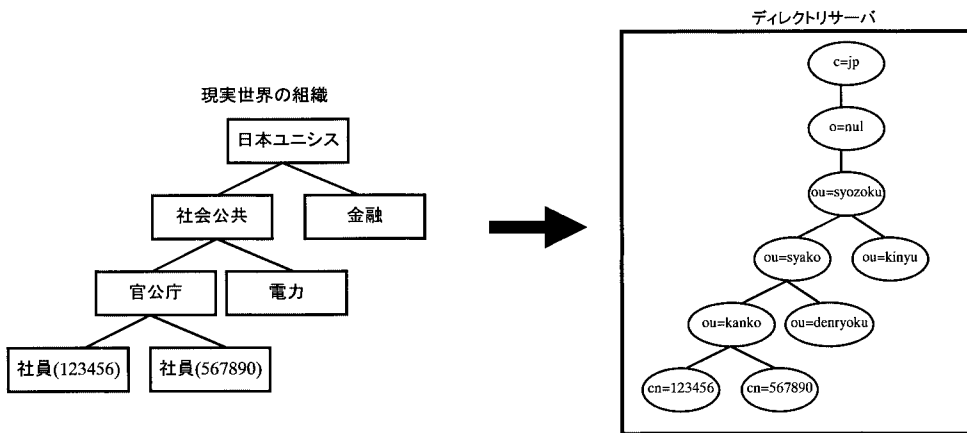 ディレクトリサーバ
現実世界の組織
日本ユニシス
社会公共
金融
官公庁
電力
社員(123456)
社員(567890)
c=jp
o=nul
ou=syozoku
ou=syako
ou=kinyu
ou=kanko
ou=denryoku
cn=123456
cn=567890